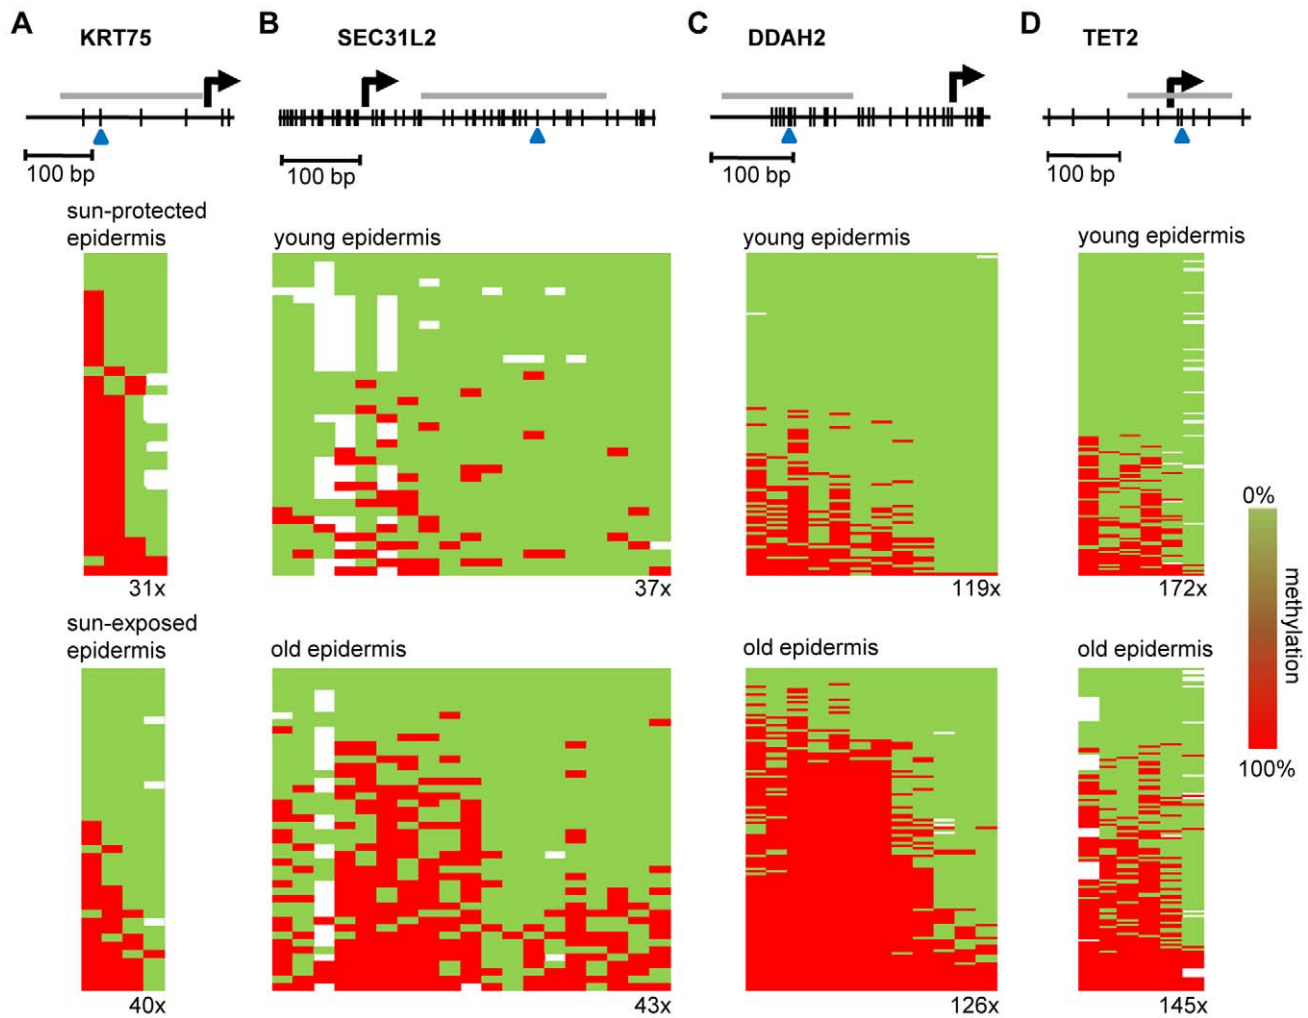 A KRT75
B SEC31L2
C DDAH2
D TET2
100 bp
100 bp
100 bp
100 bp
sun-protected
epidermis
young epidermis
young epidermis
young epidermis
31x
37x
119x
172x
0%
methylation
100%
sun-exposed
epidermis
old epidermis
old epidermis
old epidermis
40x
43x
126x
145x